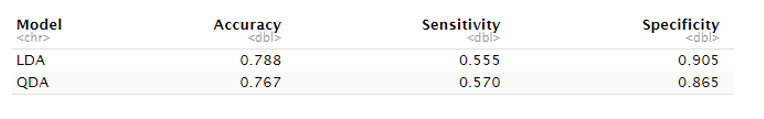 Model Accuracy Sensitivity Specificity
<chr> <dbl> <dbl> <dbl>
LDA 0.788 0.555 0.905
QDA 0.767 0.570 0.865